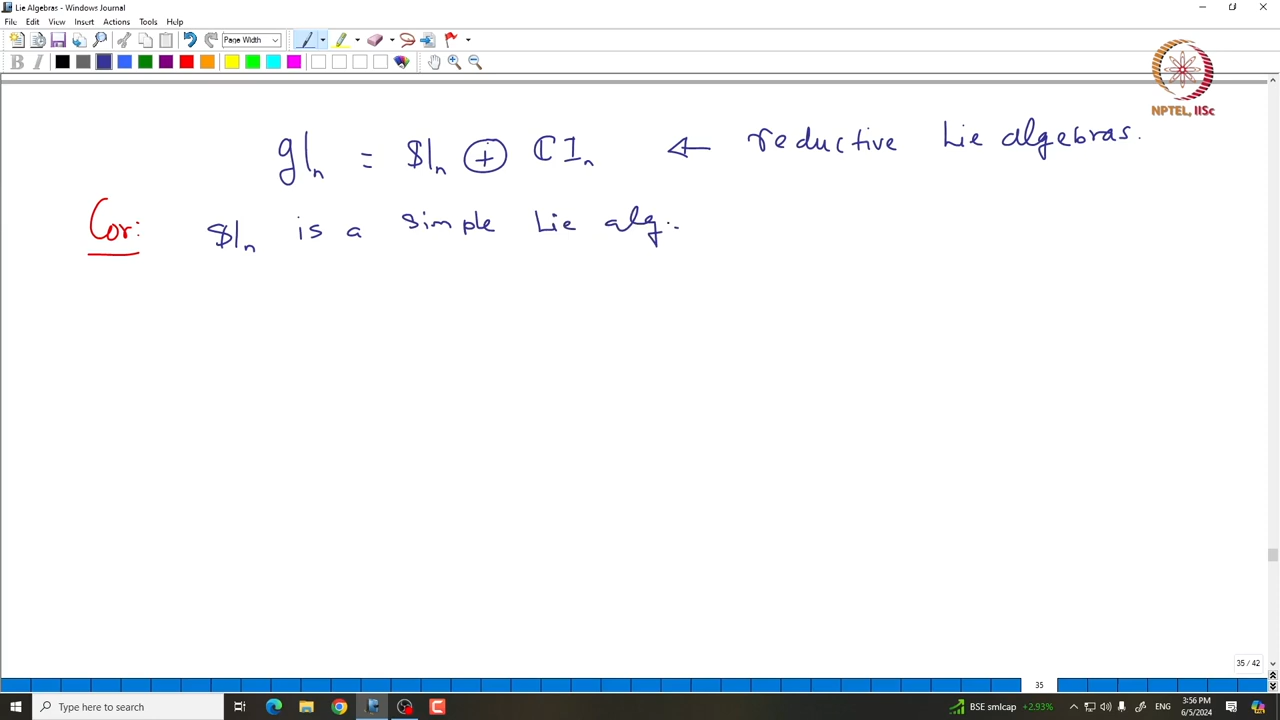 Lie Algebras - Windows Journal
File Edit View Insert Actions Tools Help
Page Width
B I
NPTEL, IISc
gl_n = sl_n ⊕ ℂI_n ← reductive Lie algebras.
Cor: sl_n is a simple Lie alg.
35 / 42
35
Type here to search
BSE smlcap +2.93%
ENG
3:56 PM
6/5/2024